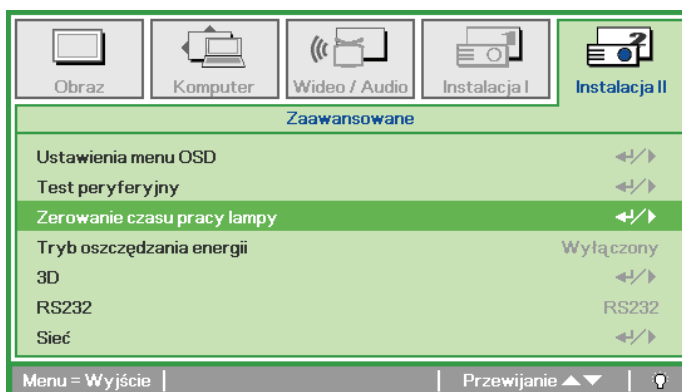 Obraz
Komputer
Wideo / Audio
Instalacja I
Instalacja II
Zaawansowane
Ustawienia menu OSD
Test peryferyjny
Zerowanie czasu pracy lampy
Tryb oszczędzania energii Wyłączony
3D
RS232 RS232
Sieć
Menu = Wyjście | | Przewijanie ▲▼ |